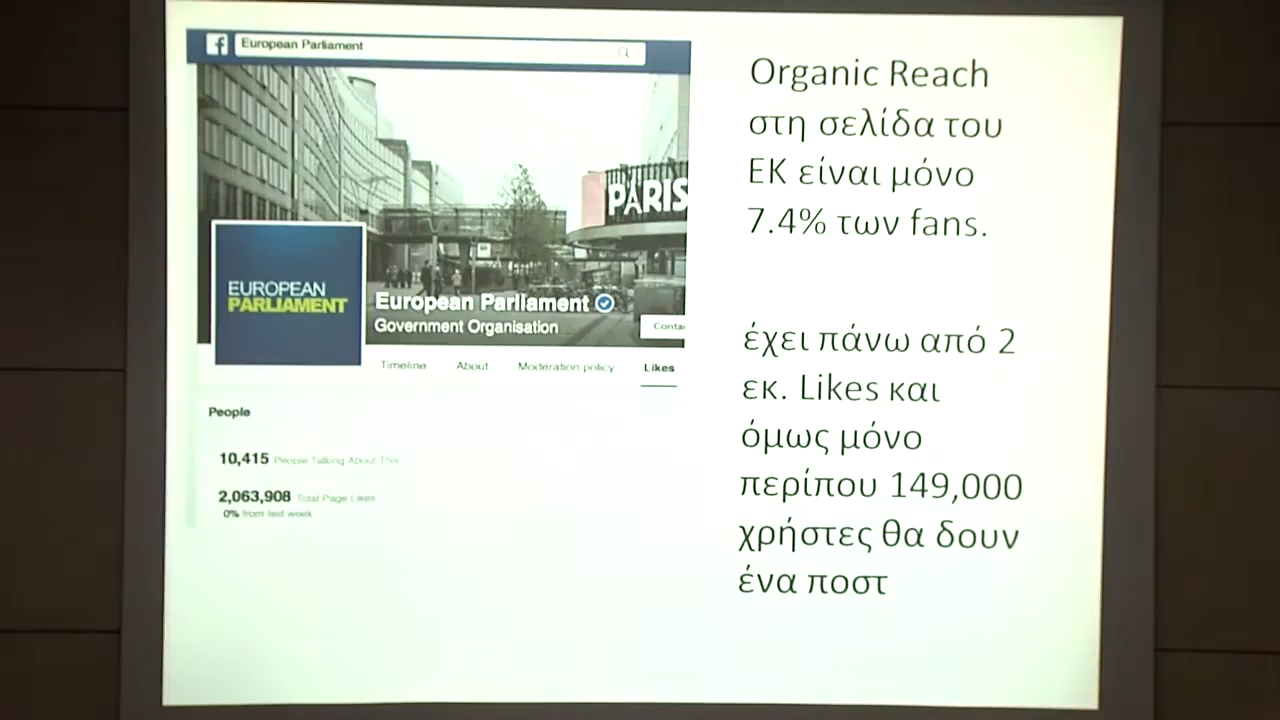 European Parliament
PARIS
EUROPEAN
PARLIAMENT
European Parliament
Government Organisation
Conta
Timeline About Moderation policy Likes
People
10,415 People Talking About This
2,063,908 Total Page Likes
0% from last week
Organic Reach
στη σελίδα του
ΕΚ είναι μόνο
7.4% των fans.
έχει πάνω από 2
εκ. Likes και
όμως μόνο
περίπου 149,000
χρήστες θα δουν
ένα ποστ